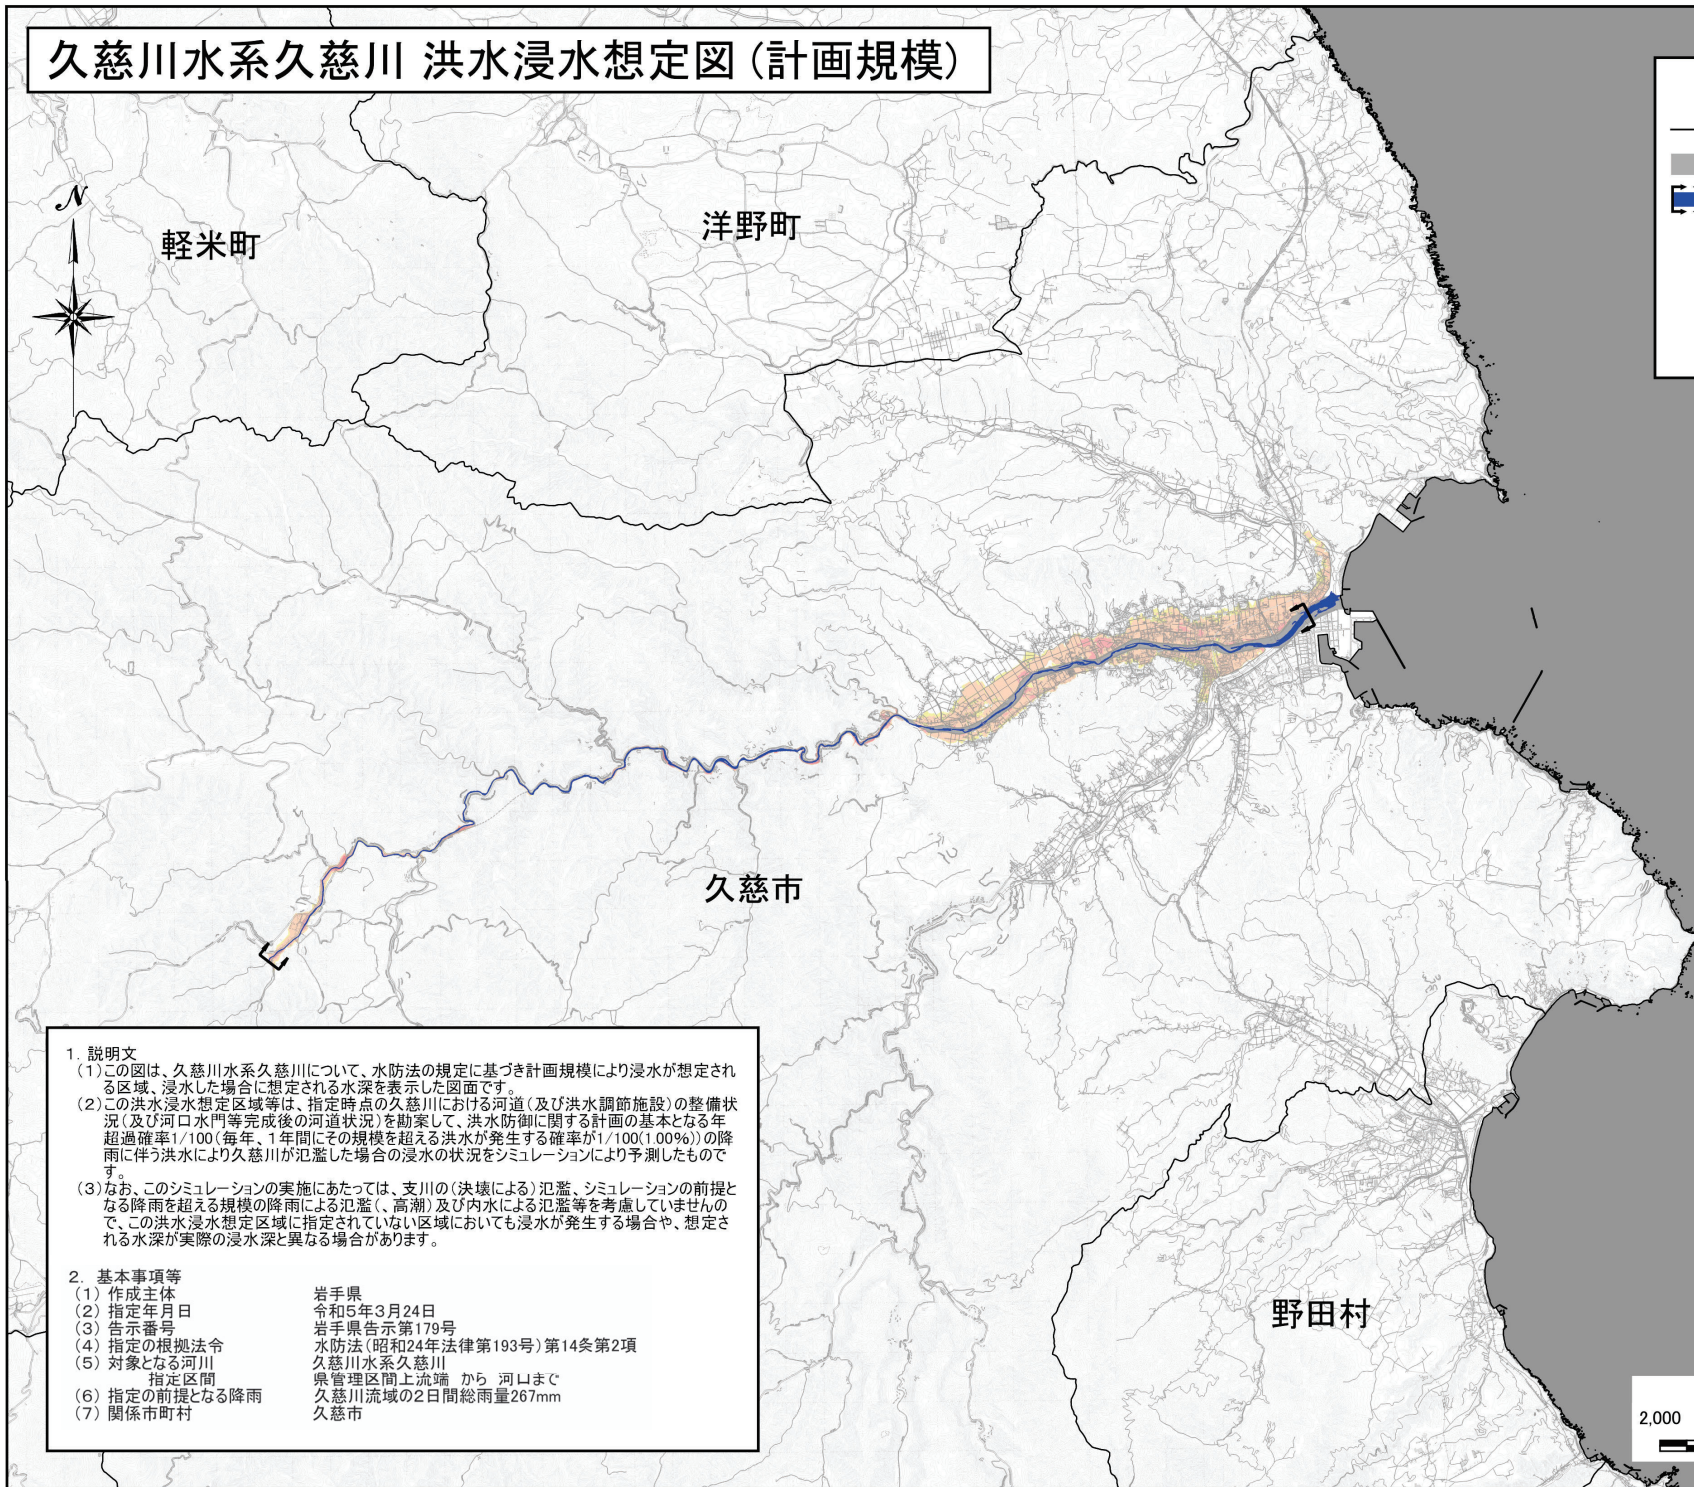 久慈川水系久慈川 洪水浸水想定図(計画規模)
N
軽米町
洋野町
久慈市
野田村
1. 説明文
(1)この図は、久慈川水系久慈川について、水防法の規定に基づき計画規模により浸水が想定され
る区域、浸水した場合に想定される水深を表示した図面です。
(2)この洪水浸水想定区域等は、指定時点の久慈川における河道(及び洪水調節施設)の整備状
況(及び河口水門等完成後の河道状況)を勘案して、洪水防御に関する計画の基本となる年
超過確率1/100(毎年、1年間にその規模を超える洪水が発生する確率が1/100(1.00%))の降
雨に伴う洪水により久慈川が氾濫した場合の浸水の状況をシミュレーションにより予測したもので
す。
(3)なお、このシミュレーションの実施にあたっては、支川の(決壊による)氾濫、シミュレーションの前提と
なる降雨を超える規模の降雨による氾濫(、高潮)及び内水による氾濫等を考慮していませんの
で、この洪水浸水想定区域に指定されていない区域においても浸水が発生する場合や、想定さ
れる水深が実際の浸水深と異なる場合があります。
2. 基本事項等
(1) 作成主体 岩手県
(2) 指定年月日 令和5年3月24日
(3) 告示番号 岩手県告示第179号
(4) 指定の根拠法令 水防法(昭和24年法律第193号)第14条第2項
(5) 対象となる河川 久慈川水系久慈川
指定区間 県管理区間上流端 から 河口まで
(6) 指定の前提となる降雨 久慈川流域の2日間総雨量267mm
(7) 関係市町村 久慈市
2,000